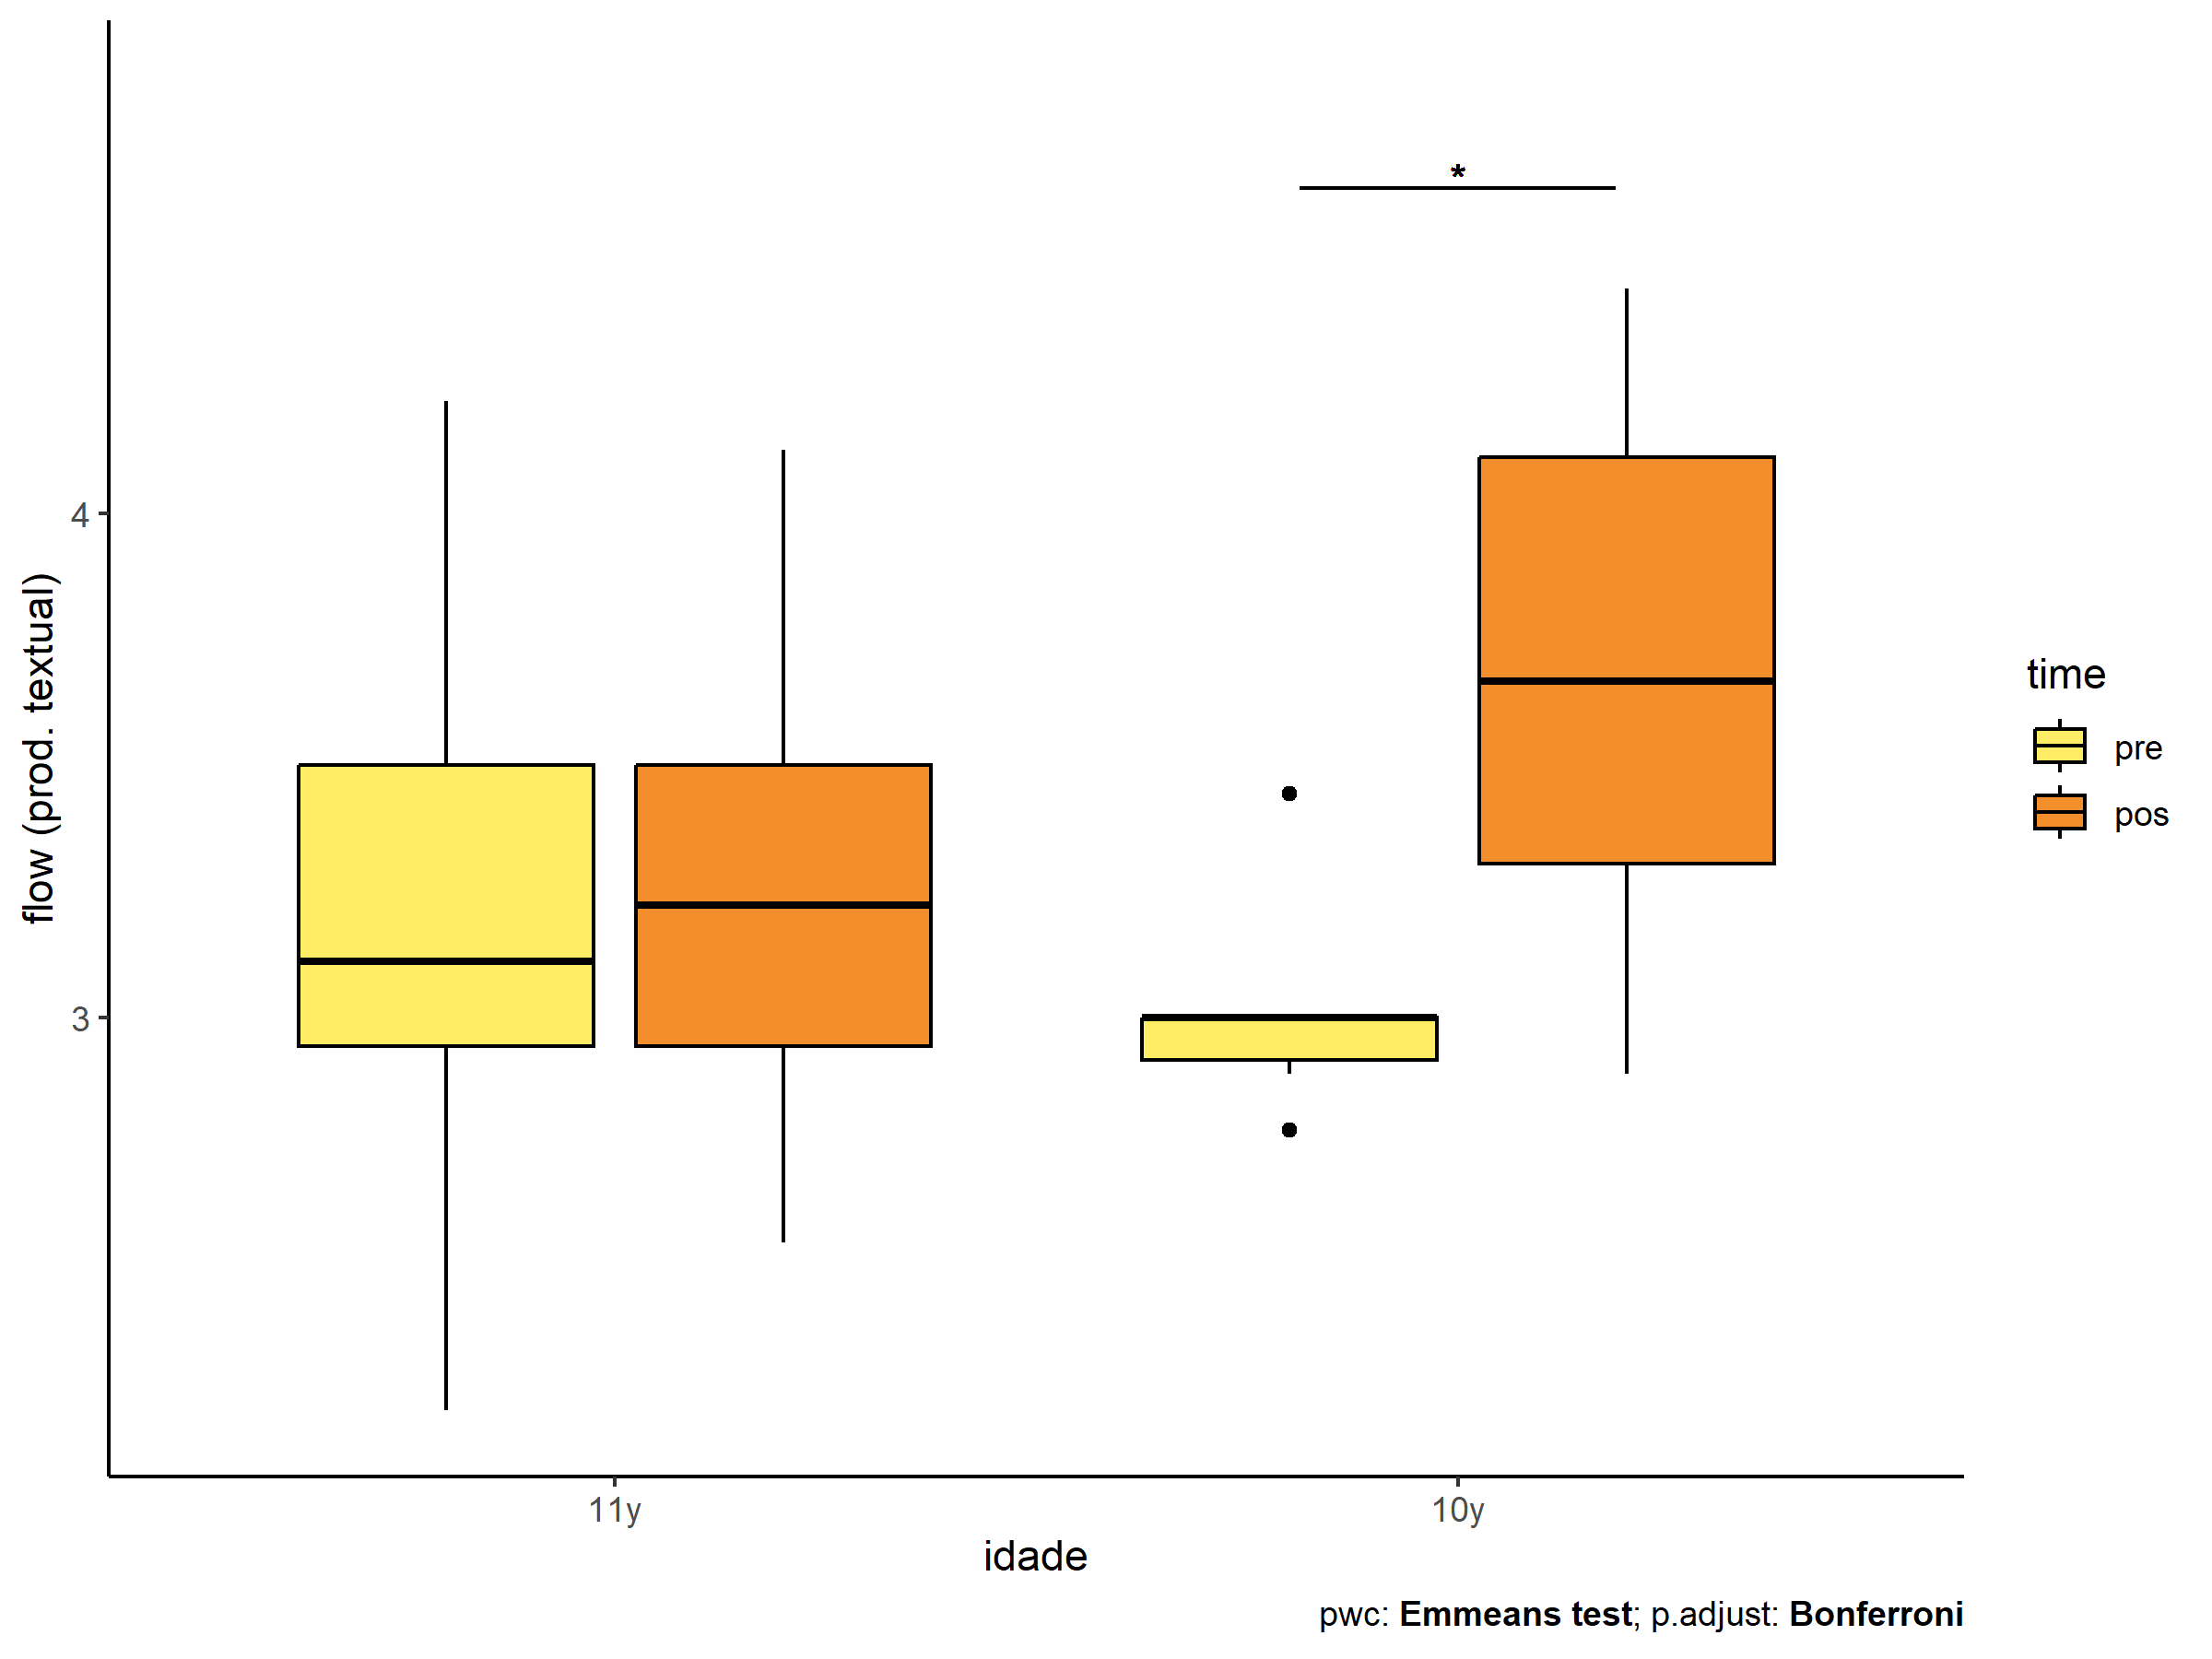 *
4
3
flow (prod. textual)
11y
10y
idade
time
pre
pos
pwc: Emmeans test; p.adjust: Bonferroni